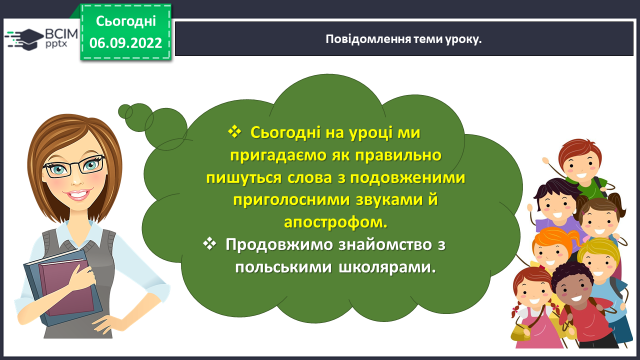 Сьогодні
06.09.2022
ВСІМ
pptx
Повідомлення теми уроку.
❖ Сьогодні на уроці ми
пригадаємо як правильно
пишуться слова з подовженими
приголосними звуками й
апострофом.
❖ Продовжимо знайомство з
польськими школярами.